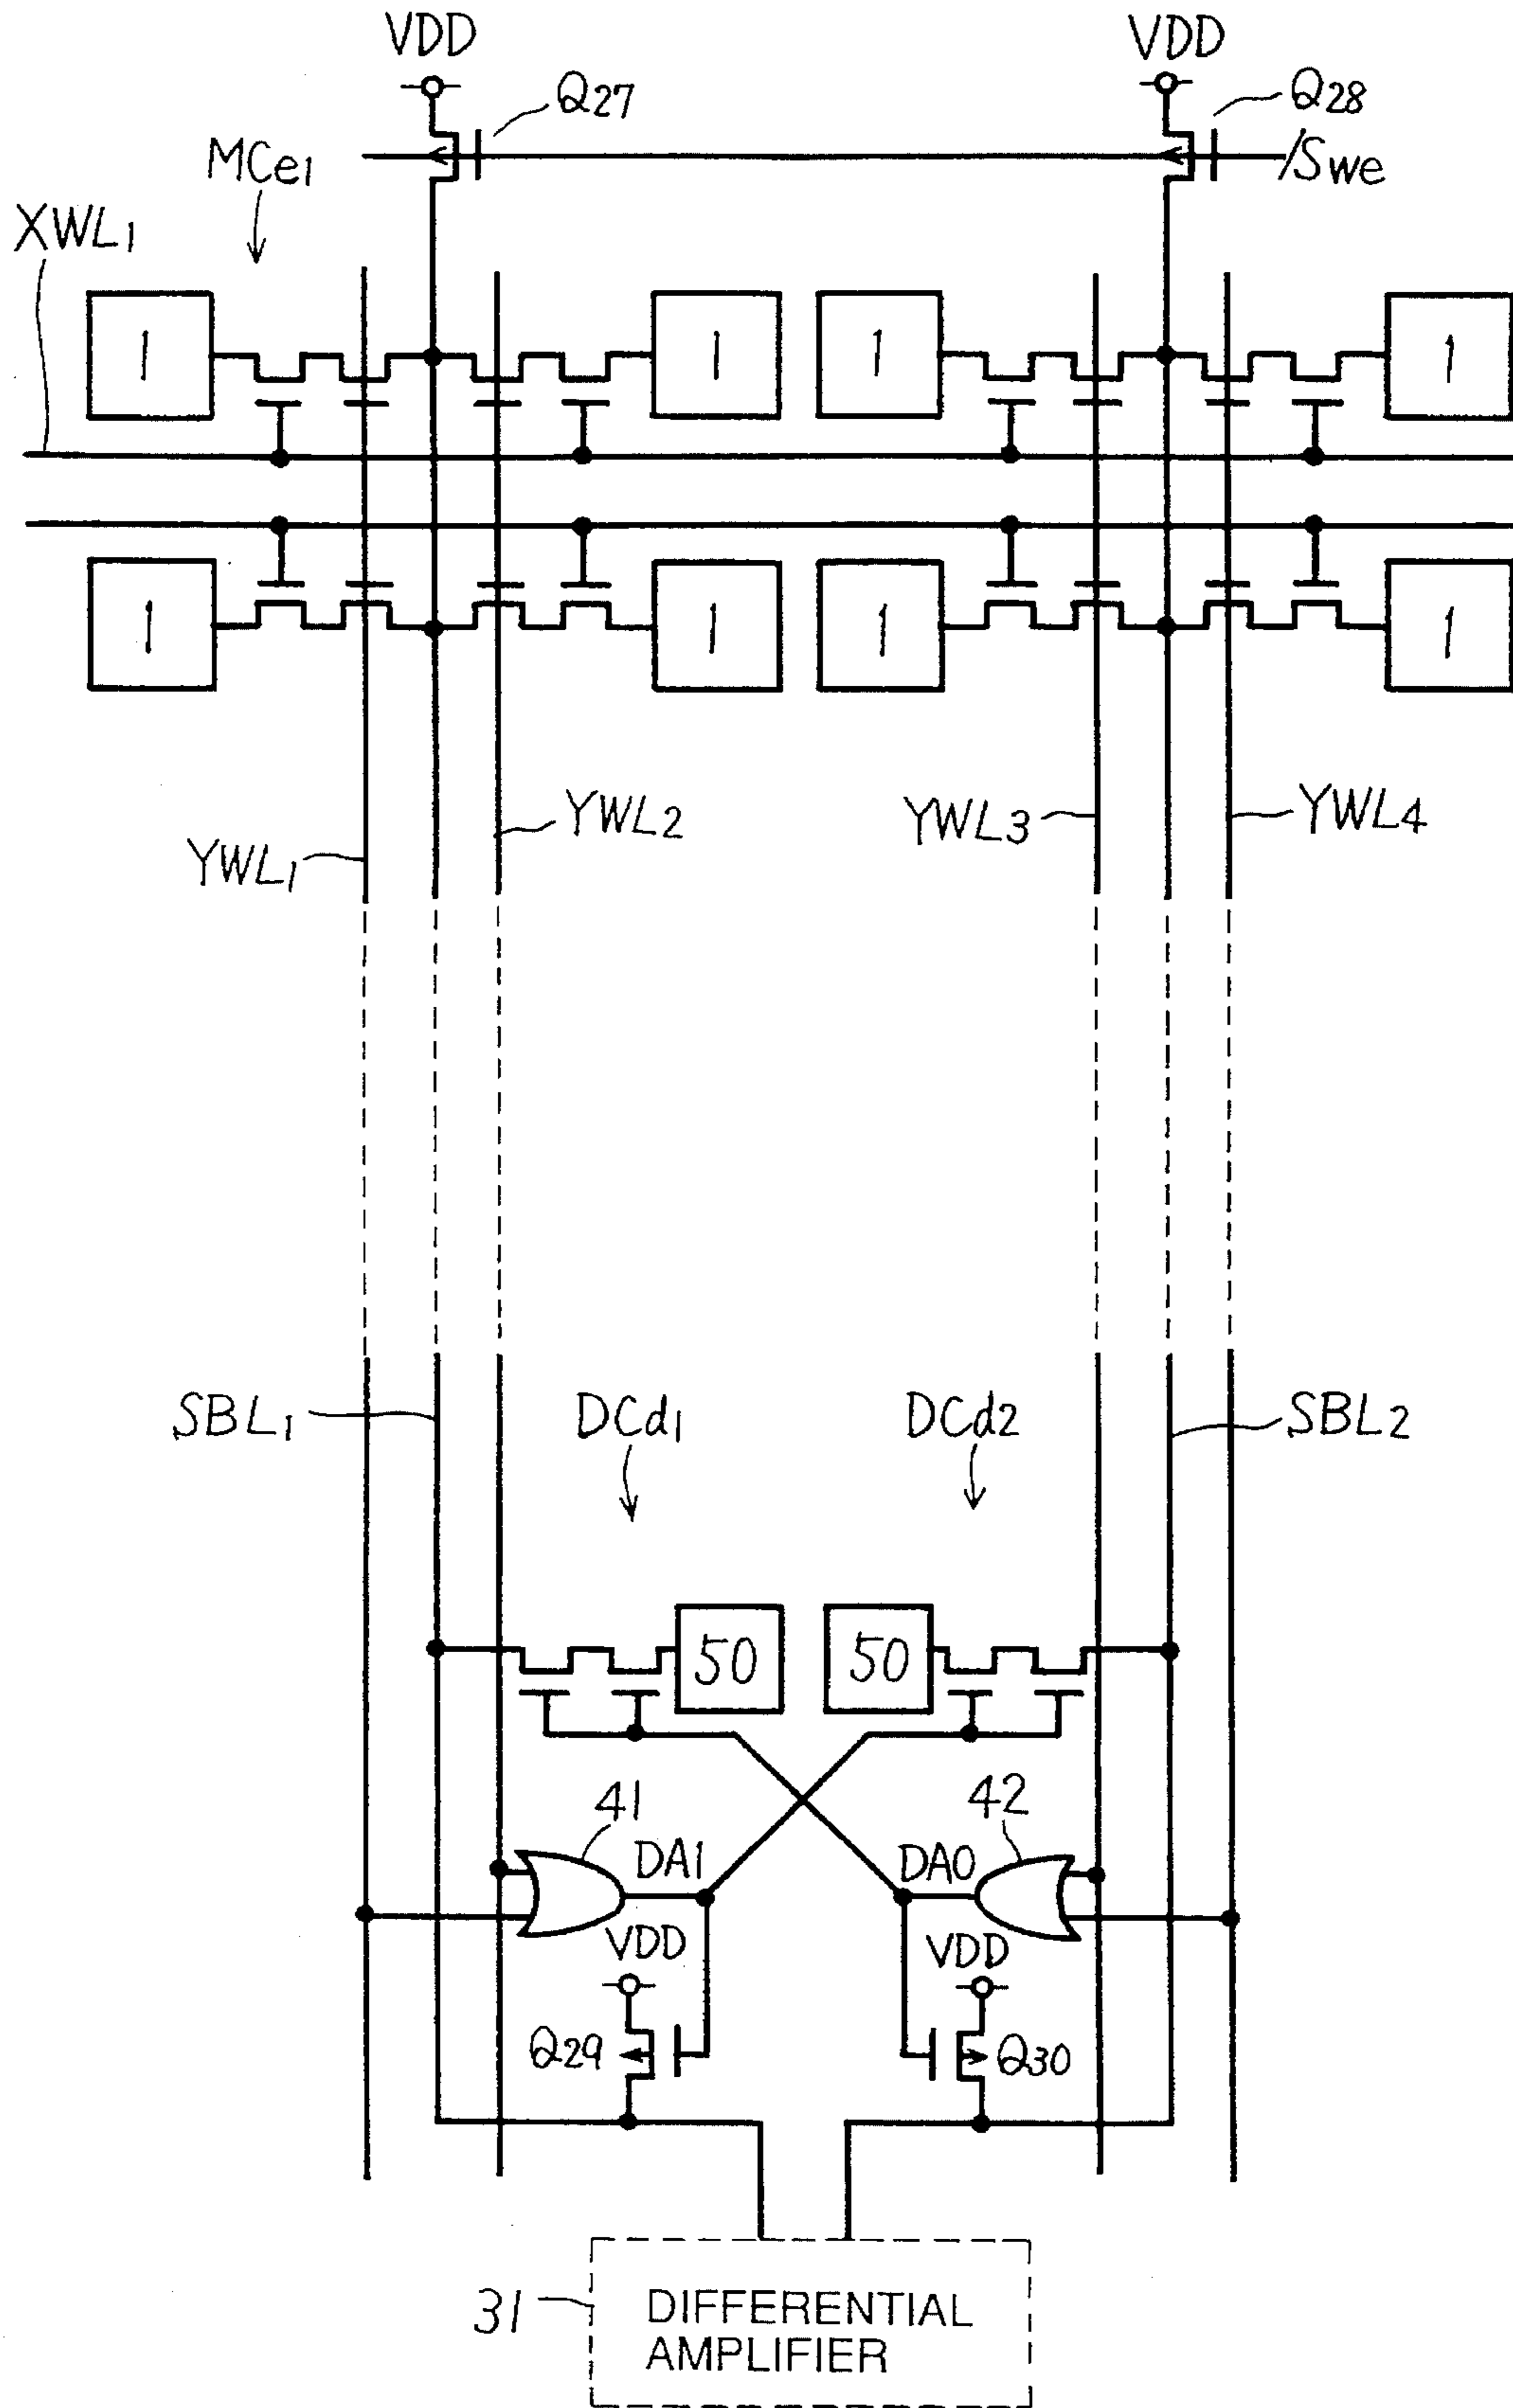 VDD VDD
Q27 Q28
MCe1 /Swe
XWL1
1 1 1 1
1 1 1 1
YWL1 YWL2 YWL3 YWL4
SBL1 DCd1 DCd2 SBL2
50 50
41 42
DA1 DA0
VDD VDD
Q29 Q30
31 DIFFERENTIAL
AMPLIFIER